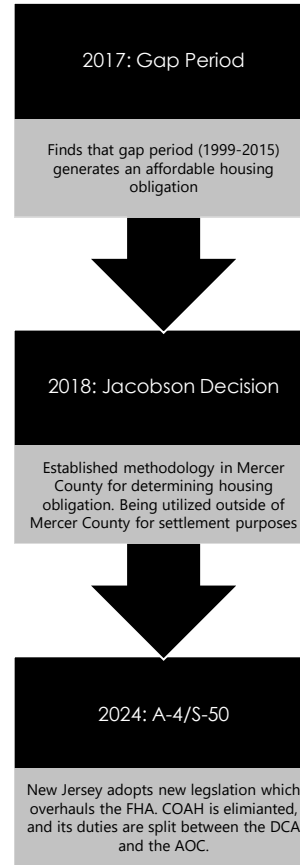 2017: Gap Period
Finds that gap period (1999-2015)
generates an affordable housing
obligation
2018: Jacobson Decision
Established methodology in Mercer
County for determining housing
obligation. Being utilized outside of
Mercer County for settlement purposes
2024: A-4/S-50
New Jersey adopts new legslation which
overhauls the FHA. COAH is elimianted,
and its duties are split between the DCA
and the AOC.